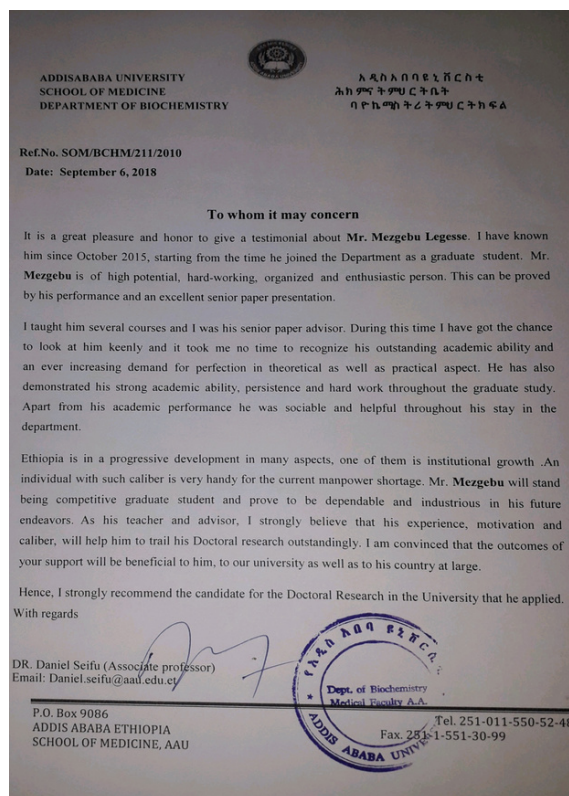 ADDISABABA UNIVERSITY
SCHOOL OF MEDICINE
DEPARTMENT OF BIOCHEMISTRY
አዲስአበባዩኒቨርስቲ
ሕክምናትምህርትቤት
ባዮኬሚስትሪትምህርትክፍል
Ref.No. SOM/BCHM/211/2010
Date: September 6, 2018
To whom it may concern
It is a great pleasure and honor to give a testimonial about Mr. Mezgebu Legesse. I have known
him since October 2015, starting from the time he joined the Department as a graduate student. Mr.
Mezgebu is of high potential, hard-working, organized and enthusiastic person. This can be proved
by his performance and an excellent senior paper presentation.
I taught him several courses and I was his senior paper advisor. During this time I have got the chance
to look at him keenly and it took me no time to recognize his outstanding academic ability and
an ever increasing demand for perfection in theoretical as well as practical aspect. He has also
demonstrated his strong academic ability, persistence and hard work throughout the graduate study.
Apart from his academic performance he was sociable and helpful throughout his stay in the
department.
Ethiopia is in a progressive development in many aspects, one of them is institutional growth .An
individual with such caliber is very handy for the current manpower shortage. Mr. Mezgebu will stand
being competitive graduate student and prove to be dependable and industrious in his future
endeavors. As his teacher and advisor, I strongly believe that his experience, motivation and
caliber, will help him to trail his Doctoral research outstandingly. I am convinced that the outcomes of
your support will be beneficial to him, to our university as well as to his country at large.
Hence, I strongly recommend the candidate for the Doctoral Research in the University that he applied.
With regards
DR. Daniel Seifu (Associate professor)
Email: Daniel.seifu@aau.edu.et
Dept. of Biochemistry
Medical Faculty A.A.
ADDIS ABABA
P.O. Box 9086
ADDIS ABABA ETHIOPIA
SCHOOL OF MEDICINE, AAU
Tel. 251-011-550-52-48
Fax. 251-1-551-30-99